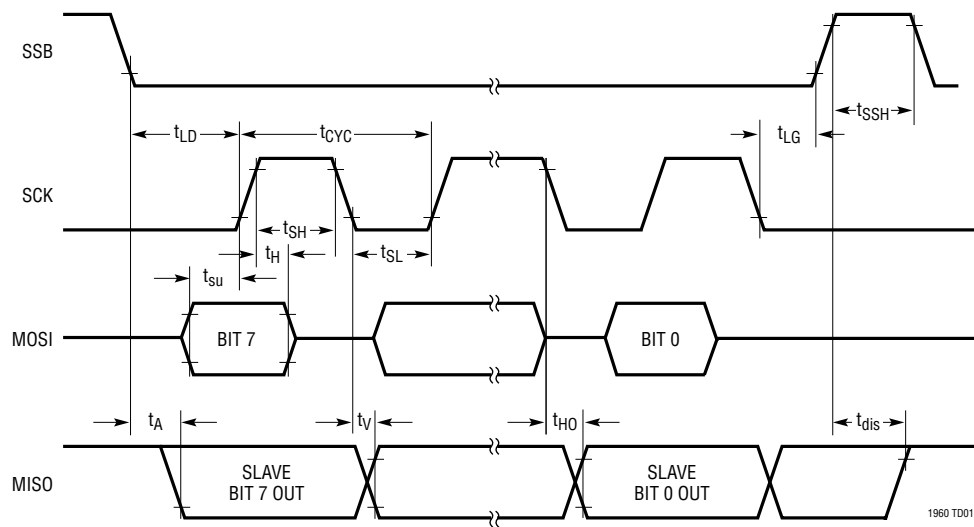 SSB
tSSH
tLD
tCYC
tLG
SCK
tSH
tH
tSL
tsu
MOSI
BIT 7
BIT 0
tA
tV
tHO
tdis
MISO
SLAVE
BIT 7 OUT
SLAVE
BIT 0 OUT
1960 TD01